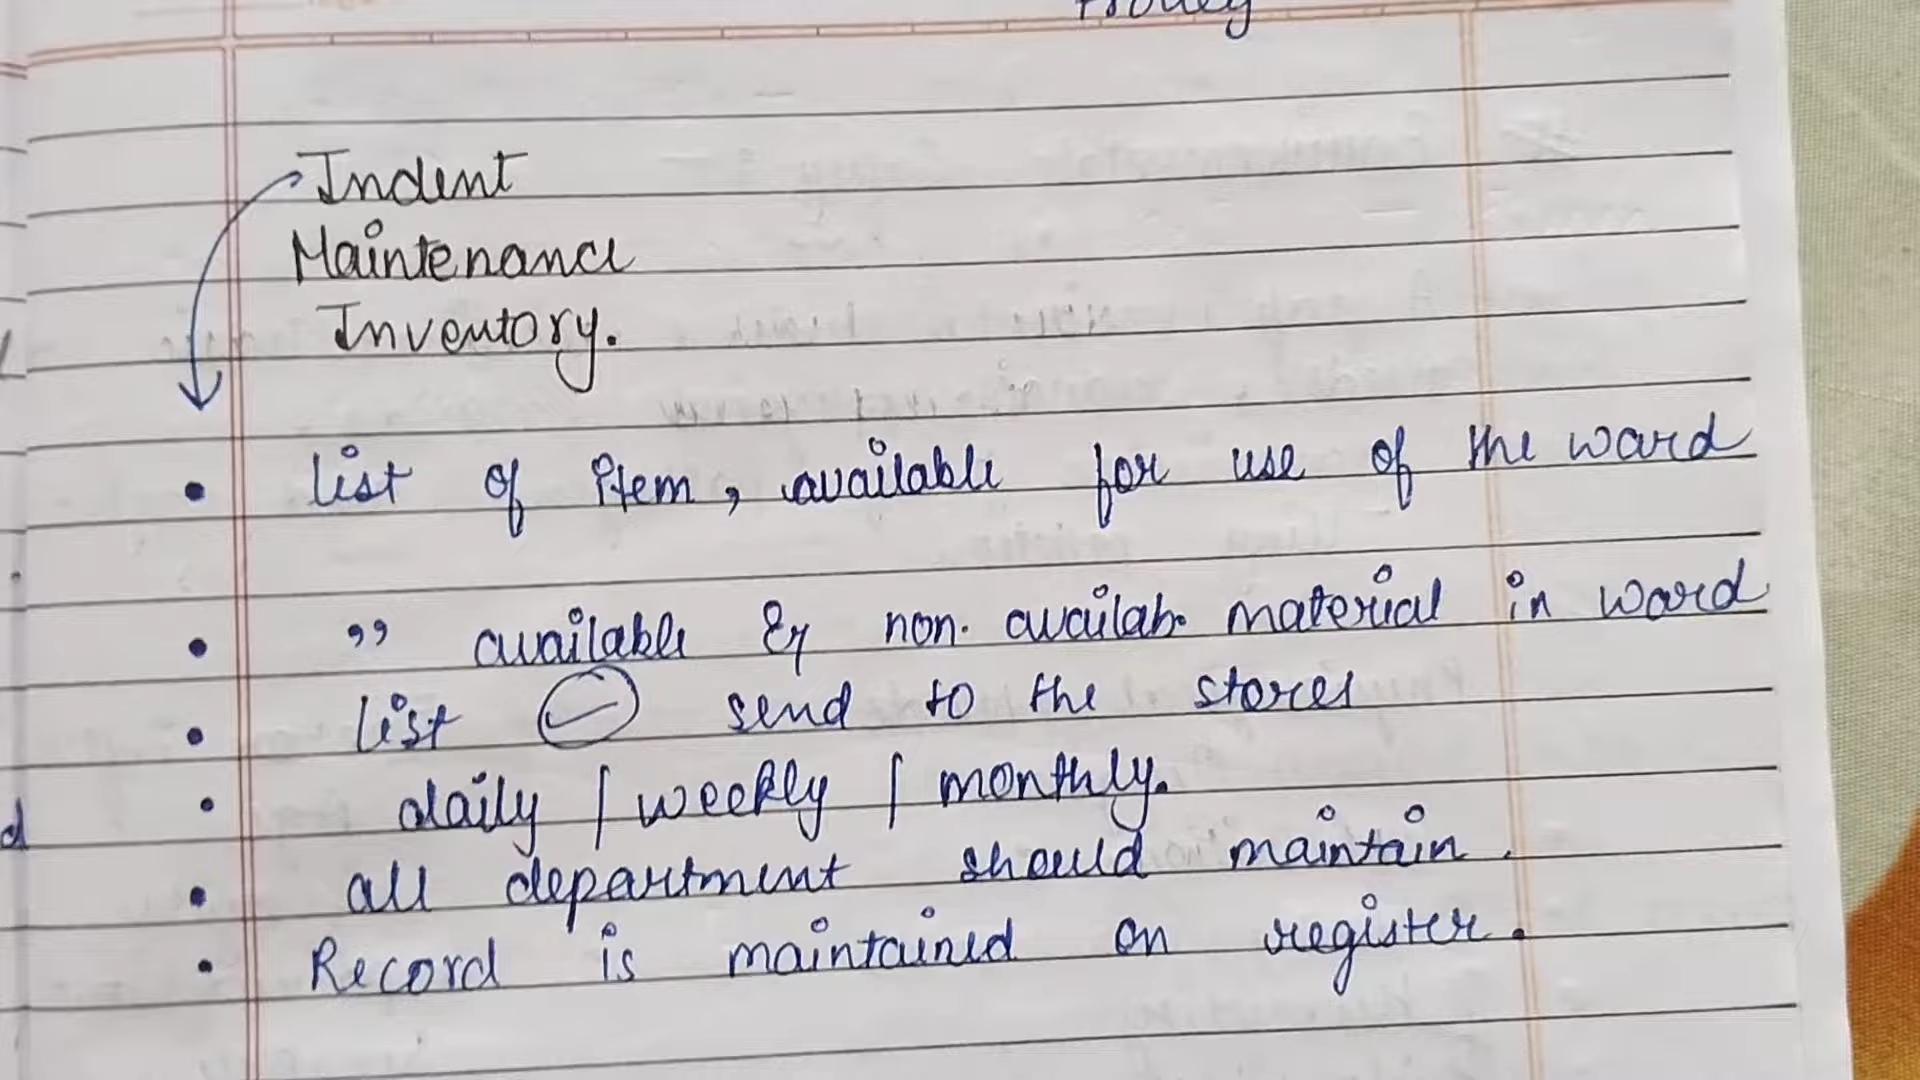 Indent
Maintenance
Inventory.
• list of item, available for use of the ward
• ,, available & non. availab. material in ward
• list send to the stores
• daily / weekly / monthly.
• all department should maintain.
• Record is maintained on register.